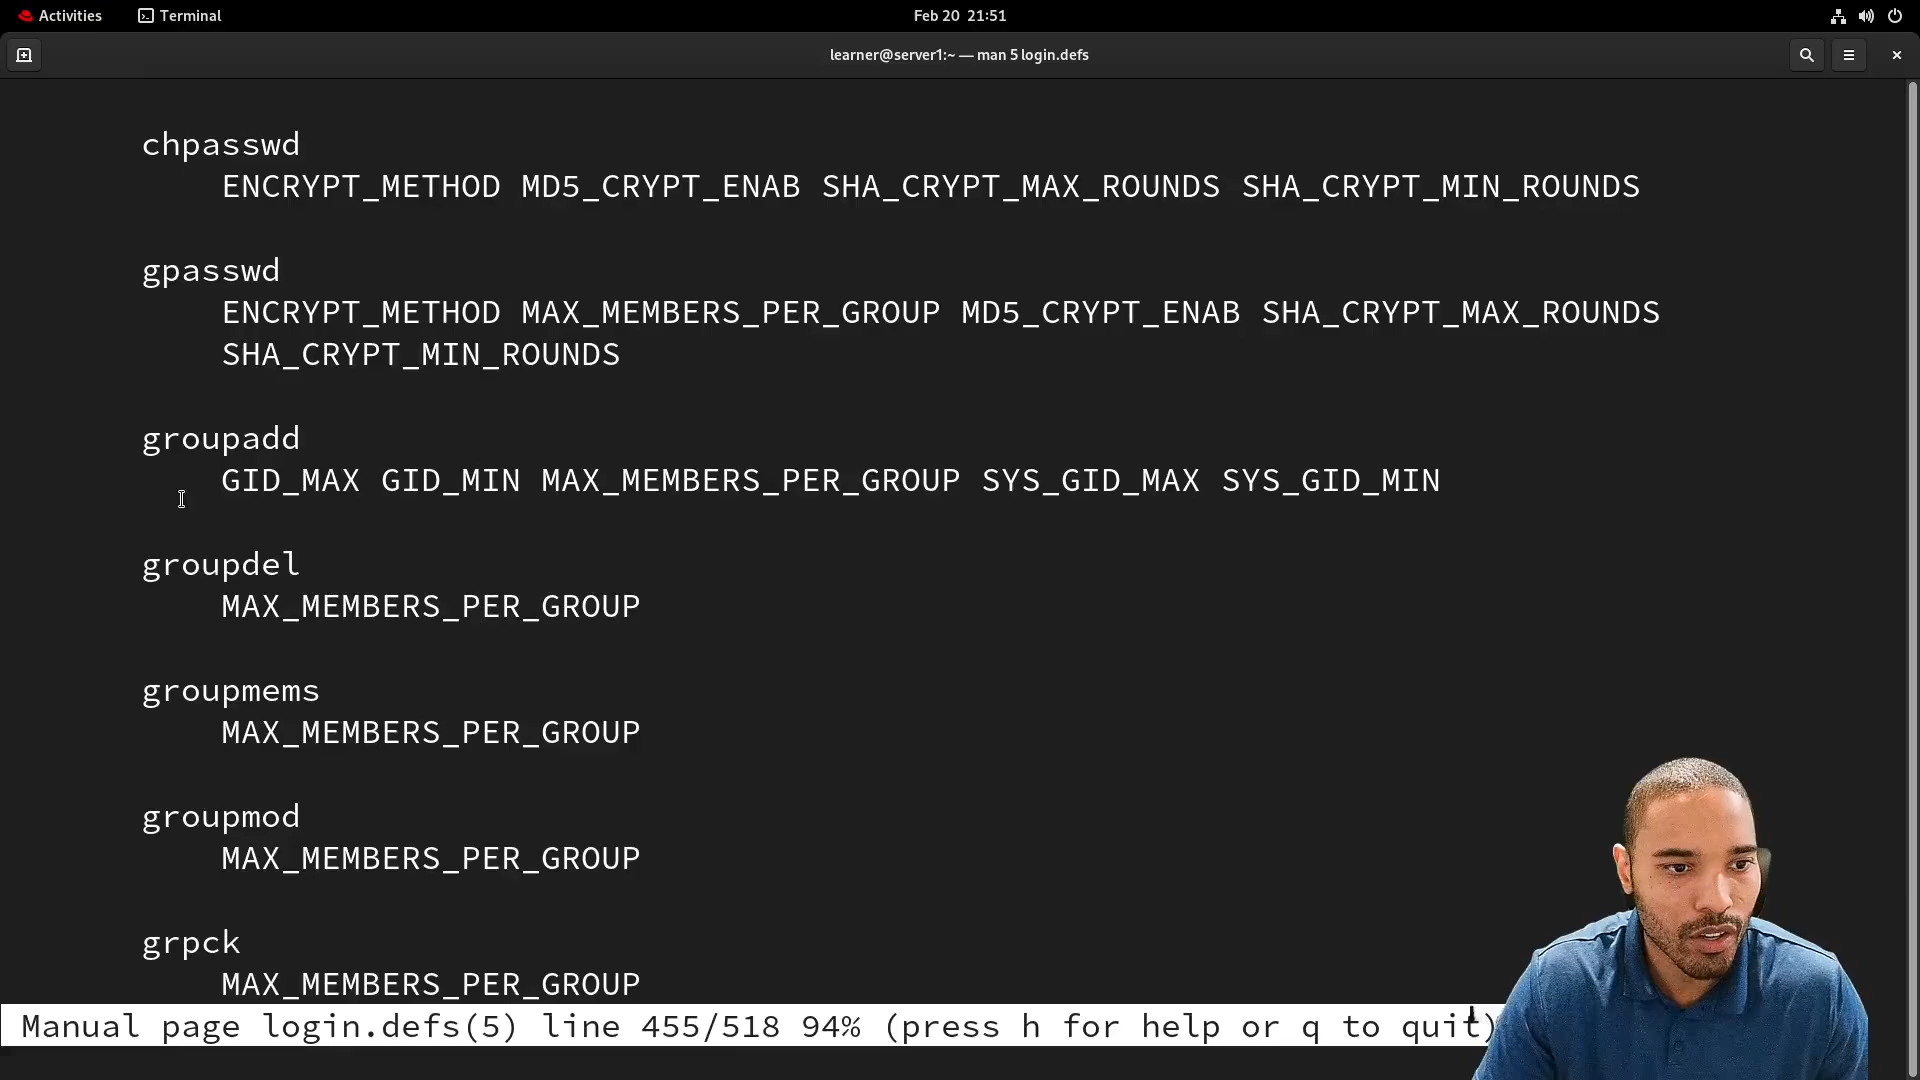 Activities Terminal Feb 20 21:51
learner@server1:~ — man 5 login.defs
chpasswd
ENCRYPT_METHOD MD5_CRYPT_ENAB SHA_CRYPT_MAX_ROUNDS SHA_CRYPT_MIN_ROUNDS
gpasswd
ENCRYPT_METHOD MAX_MEMBERS_PER_GROUP MD5_CRYPT_ENAB SHA_CRYPT_MAX_ROUNDS
SHA_CRYPT_MIN_ROUNDS
groupadd
GID_MAX GID_MIN MAX_MEMBERS_PER_GROUP SYS_GID_MAX SYS_GID_MIN
groupdel
MAX_MEMBERS_PER_GROUP
groupmems
MAX_MEMBERS_PER_GROUP
groupmod
MAX_MEMBERS_PER_GROUP
grpck
MAX_MEMBERS_PER_GROUP
Manual page login.defs(5) line 455/518 94% (press h for help or q to quit)